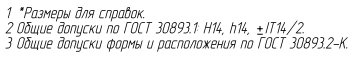 1 *Размеры для справок.
2 Общие допуски по ГОСТ 30893.1: H14, h14, ±IT14/2.
3 Общие допуски формы и расположения по ГОСТ 30893.2-K.